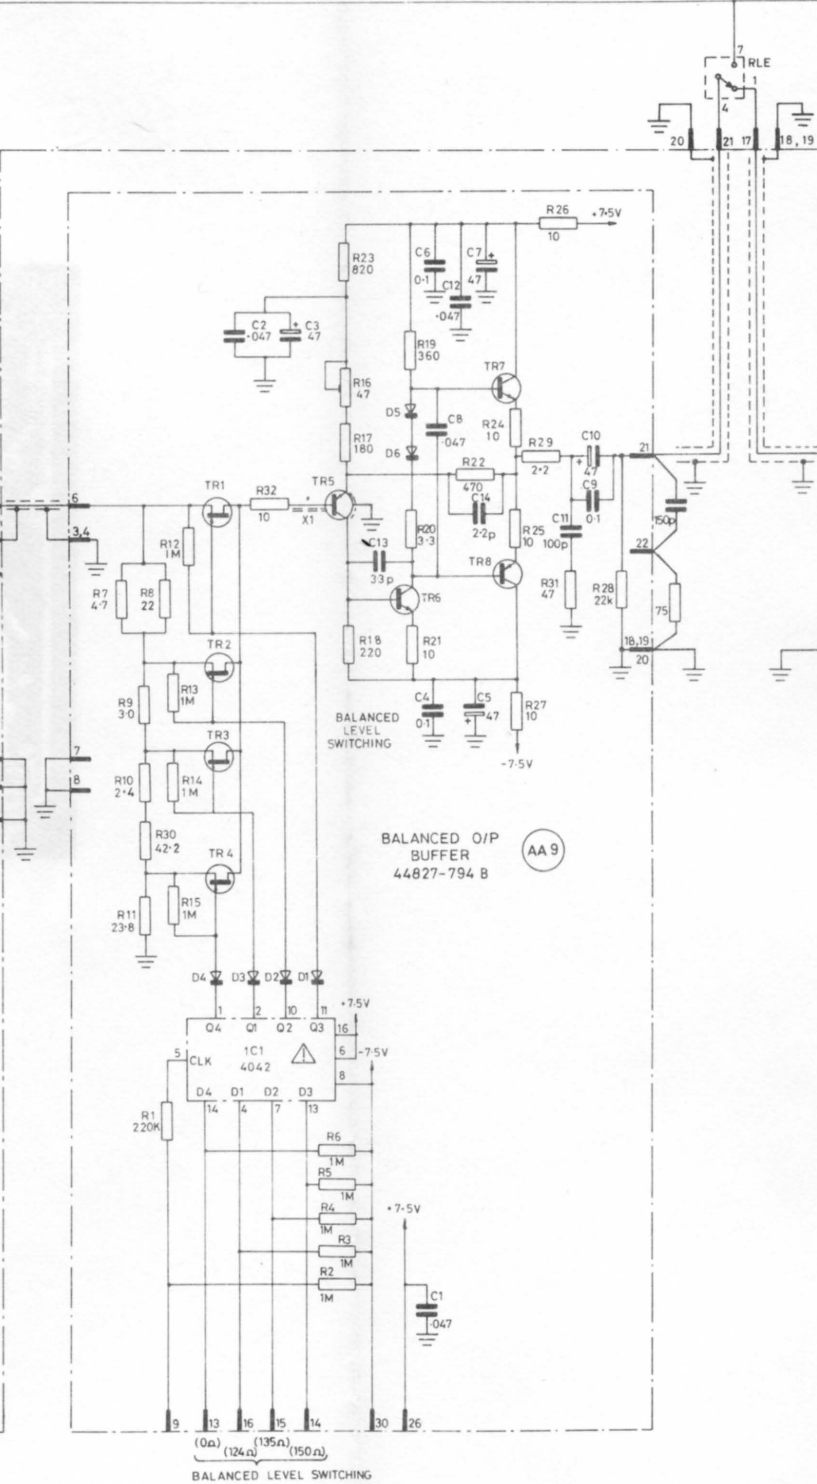 7
RLE
1
4
20
21
17
18,19
R26
10
+7·5V
R23
820
C6
0·1
C7
+
47
C12
·047
C2
·047
+
C3
47
R19
360
R16
47
TR7
D5
R24
10
C8
·047
R17
180
D6
R29
2·2
C10
+
47
21
R22
470
TR5
TR1
R32
10
X1
6
C9
0·1
C14
2·2p
150p
C11
100p
R20
3·3
R25
10
3,4
R12
1M
C13
33p
22
TR8
R7
4·7
R8
22
TR6
R31
47
R28
22k
75
R18
220
R21
10
18,19
20
TR2
R13
1M
R9
3·0
C4
0·1
C5
+
47
R27
10
BALANCED
LEVEL
SWITCHING
TR3
7
-7·5V
R10
2·4
R14
1M
8
R30
42·2
BALANCED O/P
BUFFER
44827-794 B
AA9
TR4
R11
23·8
R15
1M
D4
D3
D2
D1
1
2
10
11
+7·5V
Q4
Q1
Q2
Q3
16
5
CLK
1C1
4042
6
-7·5V
8
D4
D1
D2
D3
14
4
7
13
R1
220K
R6
1M
R5
1M
R4
1M
+7·5V
R3
1M
R2
1M
C1
·047
9
13
16
15
14
30
26
(0Ω)
(124Ω)
(135Ω)
(150Ω)
BALANCED LEVEL SWITCHING